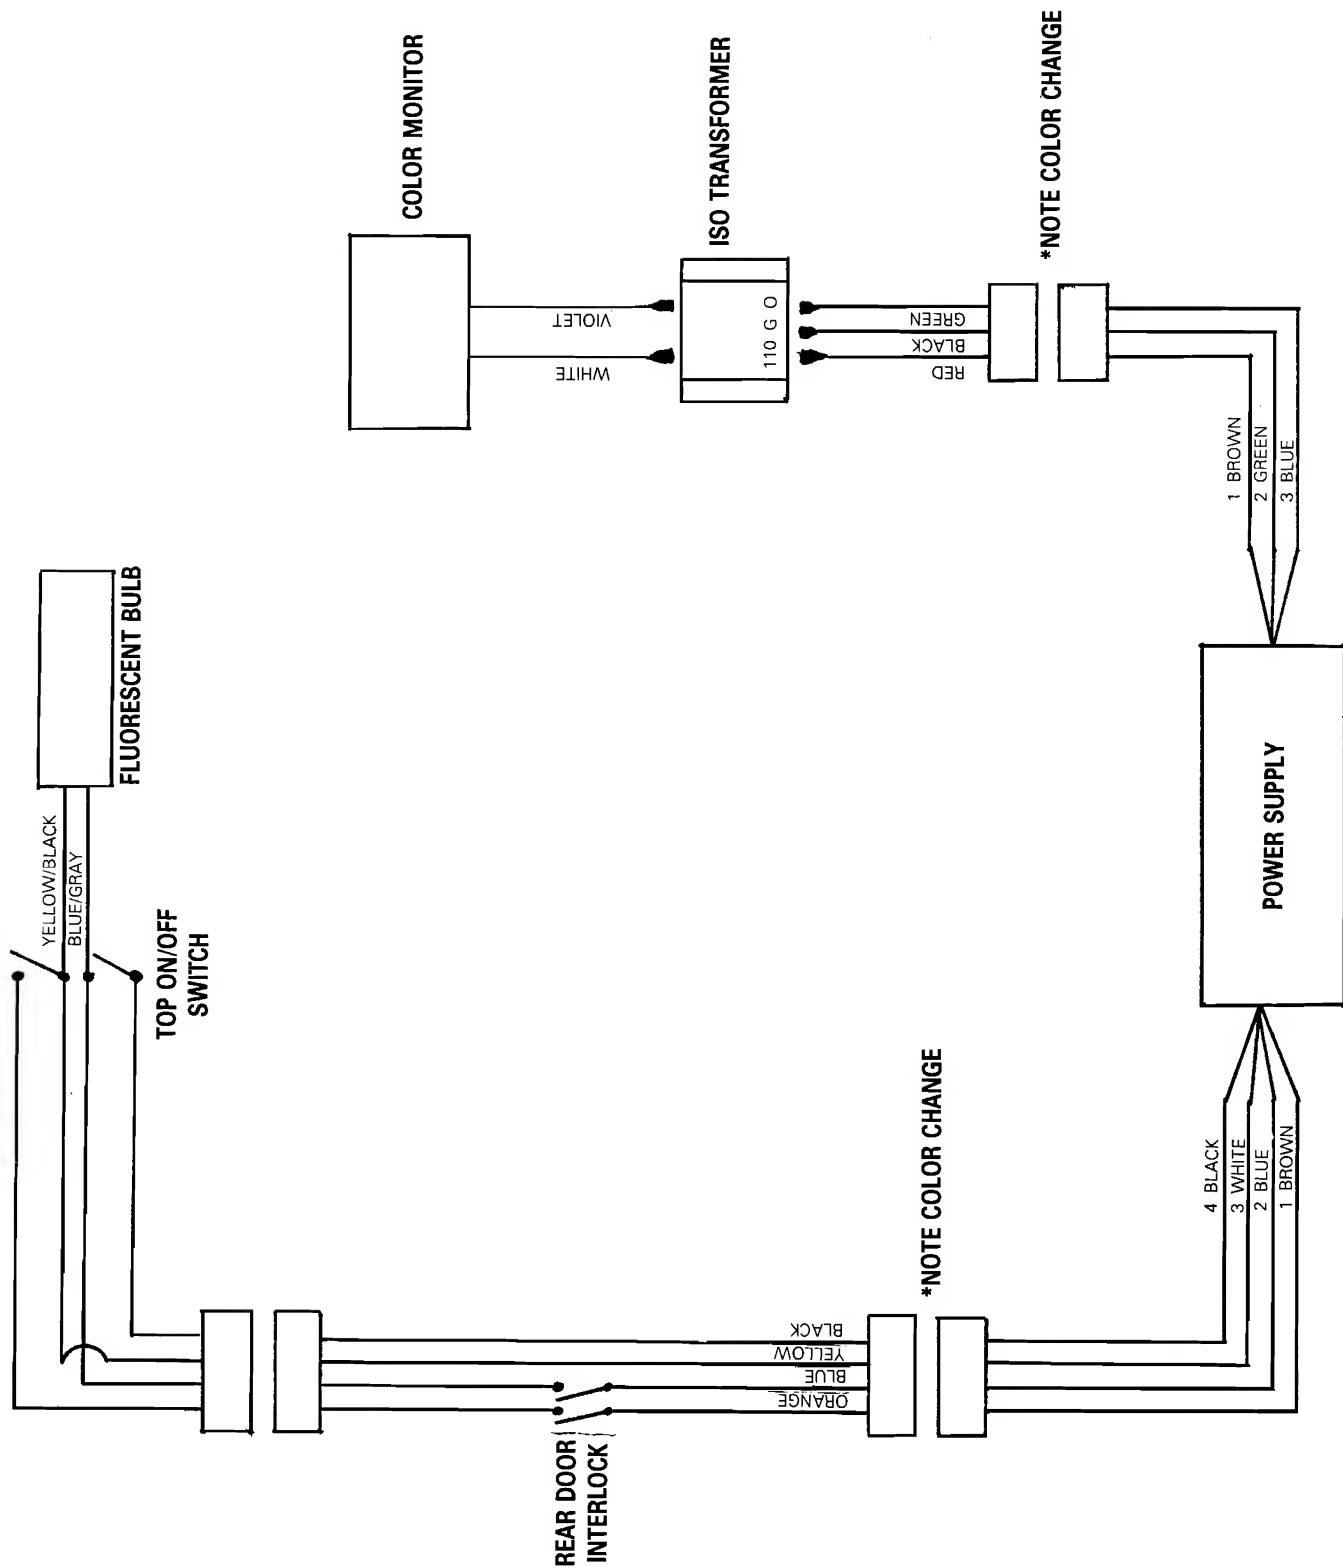 COLOR MONITOR
VIOLET
WHITE
ISO TRANSFORMER
110 G O
GREEN
BLACK
RED
*NOTE COLOR CHANGE
1 BROWN
2 GREEN
3 BLUE
FLUORESCENT BULB
YELLOW/BLACK
BLUE/GRAY
TOP ON/OFF
SWITCH
POWER SUPPLY
4 BLACK
3 WHITE
2 BLUE
1 BROWN
*NOTE COLOR CHANGE
BLACK
YELLOW
BLUE
ORANGE
REAR DOOR
INTERLOCK